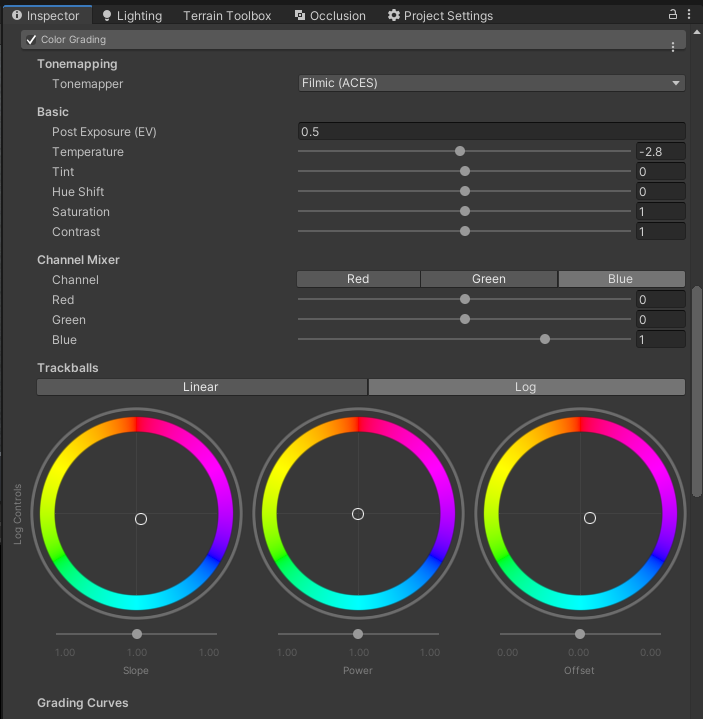 Inspector Lighting Terrain Toolbox Occlusion Project Settings
Color Grading
Tonemapping
Tonemapper Filmic (ACES)
Basic
Post Exposure (EV) 0.5
Temperature -2.8
Tint 0
Hue Shift 0
Saturation 1
Contrast 1
Channel Mixer
Channel Red Green Blue
Red 0
Green 0
Blue 1
Trackballs
Linear Log
Log Controls
1.00 1.00 1.00 1.00 1.00 1.00 0.00 0.00 0.00
Slope Power Offset
Grading Curves